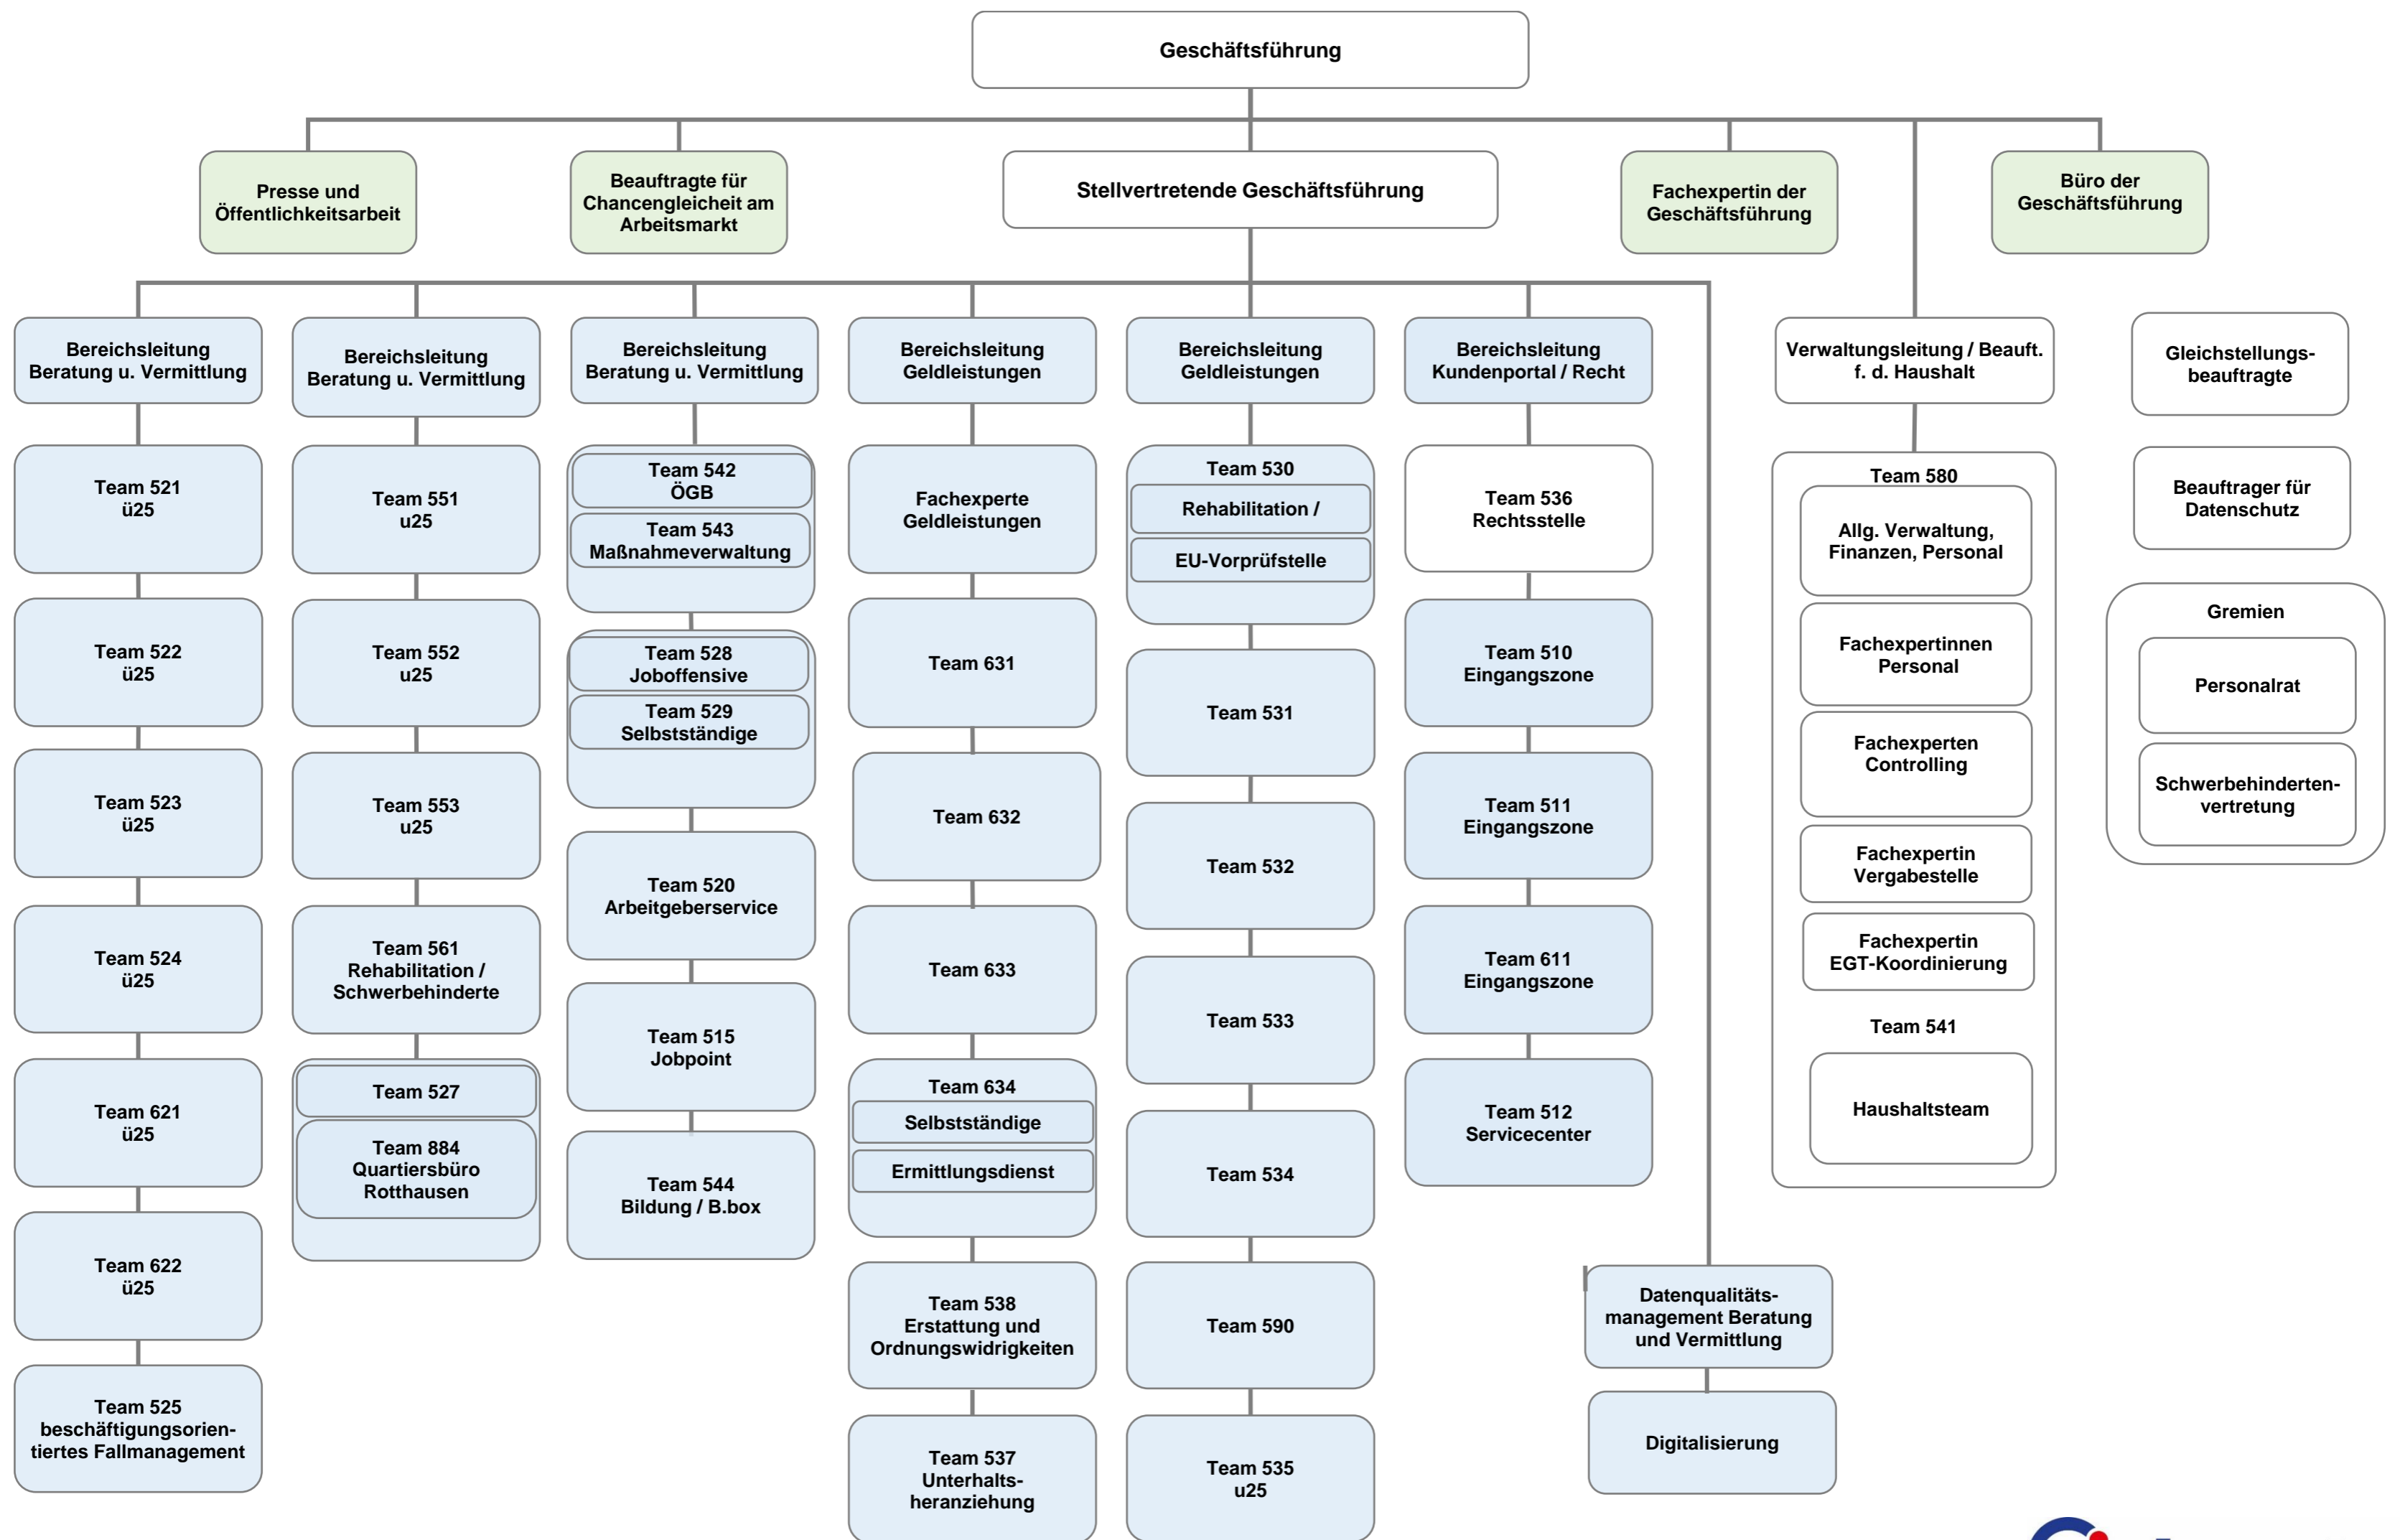 Geschäftsführung
Presse und
Öffentlichkeitsarbeit
Beauftragte für
Chancengleicheit am
Arbeitsmarkt
Stellvertretende Geschäftsführung
Fachexpertin der
Geschäftsführung
Büro der
Geschäftsführung
Bereichsleitung
Beratung u. Vermittlung
Team 521
ü25
Team 522
ü25
Team 523
ü25
Team 524
ü25
Team 621
ü25
Team 622
ü25
Team 525
beschäftigungsorien-
tiertes Fallmanagement
Bereichsleitung
Beratung u. Vermittlung
Team 551
u25
Team 552
u25
Team 553
u25
Team 561
Rehabilitation /
Schwerbehinderte
Team 527
Team 884
Quartiersbüro
Rotthausen
Bereichsleitung
Beratung u. Vermittlung
Team 542
ÖGB
Team 543
Maßnahmeverwaltung
Team 528
Joboffensive
Team 529
Selbstständige
Team 520
Arbeitgeberservice
Team 515
Jobpoint
Team 544
Bildung / B.box
Bereichsleitung
Geldleistungen
Fachexperte
Geldleistungen
Team 631
Team 632
Team 633
Team 634
Selbstständige
Ermittlungsdienst
Team 538
Erstattung und
Ordnungswidrigkeiten
Team 537
Unterhalts-
heranziehung
Bereichsleitung
Geldleistungen
Team 530
Rehabilitation /
EU-Vorprüfstelle
Team 531
Team 532
Team 533
Team 534
Team 590
Team 535
u25
Bereichsleitung
Kundenportal / Recht
Team 536
Rechtsstelle
Team 510
Eingangszone
Team 511
Eingangszone
Team 611
Eingangszone
Team 512
Servicecenter
Datenqualitäts-
management Beratung
und Vermittlung
Digitalisierung
Verwaltungsleitung / Beauft.
f. d. Haushalt
Team 580
Allg. Verwaltung,
Finanzen, Personal
Fachexpertinnen
Personal
Fachexperten
Controlling
Fachexpertin
Vergabestelle
Fachexpertin
EGT-Koordinierung
Team 541
Haushaltsteam
Gleichstellungs-
beauftragte
Beauftrager für
Datenschutz
Gremien
Personalrat
Schwerbehinderten-
vertretung